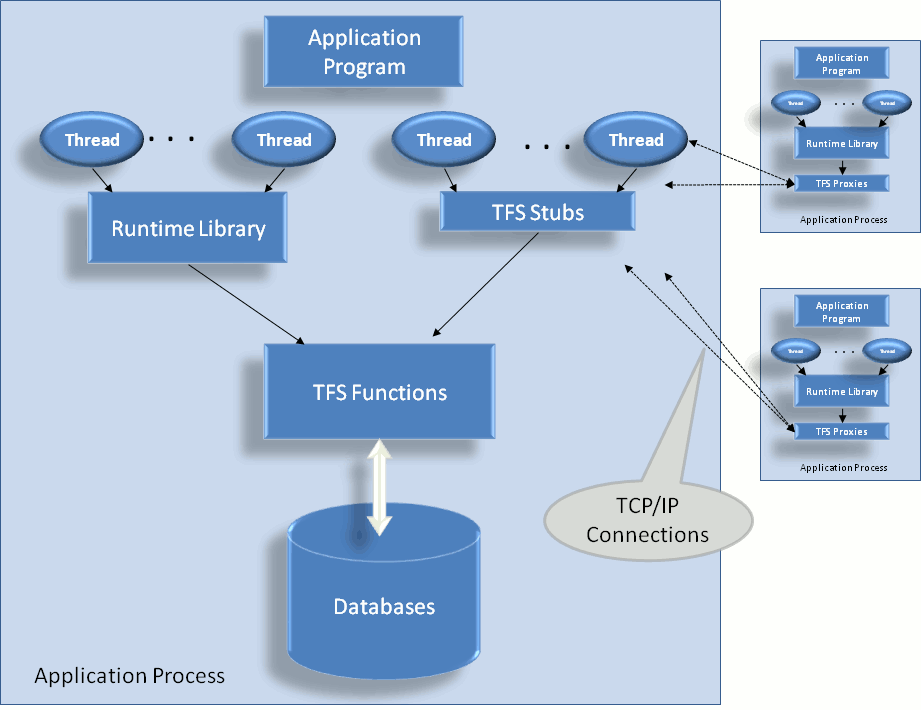 Application
Program
Thread
. . .
Thread
Thread
. . .
Thread
Runtime Library
TFS Stubs
TFS Functions
Databases
Application Process
TCP/IP
Connections
Application
Program
Thread
. . .
Thread
Runtime Library
TFS Proxies
Application Process
Application
Program
Thread
. . .
Thread
Runtime Library
TFS Proxies
Application Process